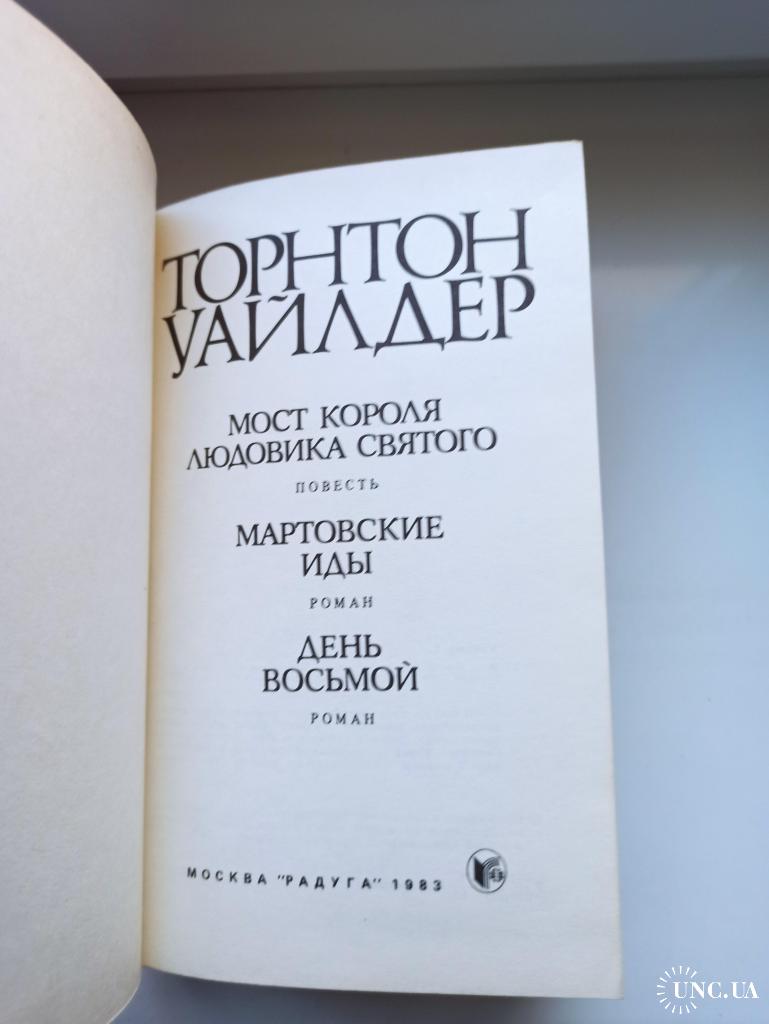 ТОРНТОН
УАЙЛДЕР
МОСТ КОРОЛЯ
ЛЮДОВИКА СВЯТОГО
ПОВЕСТЬ
МАРТОВСКИЕ
ИДЫ
РОМАН
ДЕНЬ
ВОСЬМОЙ
РОМАН
МОСКВА "РАДУГА" 1983
UNC.UA